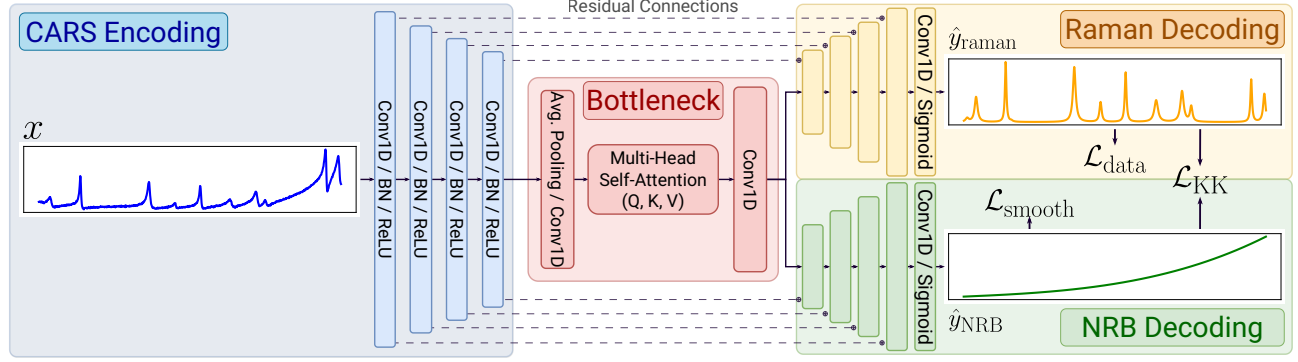 Residual Connections
CARS Encoding
x
Conv1D / BN / ReLU
Conv1D / BN / ReLU
Conv1D / BN / ReLU
Conv1D / BN / ReLU
Bottleneck
Avg. Pooling / Conv1D
Multi-Head
Self-Attention
(Q, K, V)
Conv1D
Conv1D / Sigmoid
ŷ_raman
Raman Decoding
ℒ_data
ℒ_KK
Conv1D / Sigmoid
ℒ_smooth
ŷ_NRB
NRB Decoding